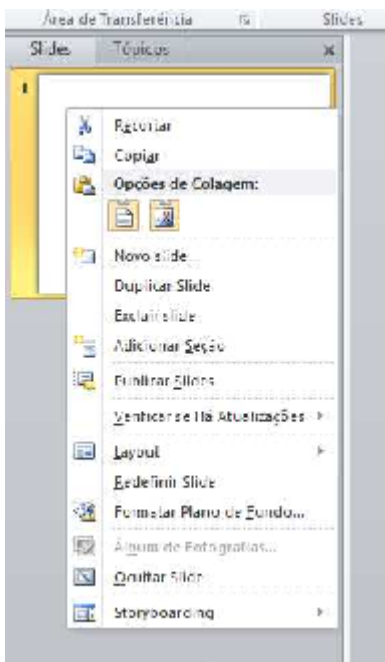 Área de Transferência Slides
Slides Tópicos
1
Recortar
Copiar
Opções de Colagem:
Novo slide
Duplicar Slide
Excluir slide
Adicionar Seção
Publicar Slides
Verificar se Há Atualizações
Layout
Redefinir Slide
Formatar Plano de Fundo...
Álbum de Fotografias...
Ocultar Slide
Storyboarding